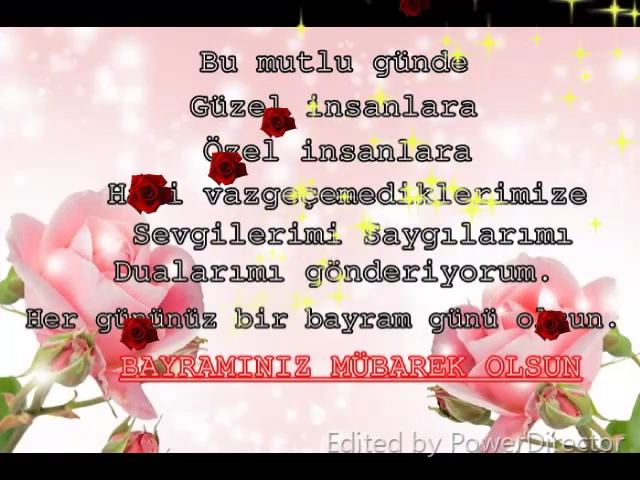 Bu mutlu günde
Güzel insanlara
Özel insanlara
vazgeçemediklerimize
Sevgilerimi Saygılarımı
Dualarımı gönderiyorum.
Her gününüz bir bayram günü olsun.
BAYRAMINIZ MÜBAREK OLSUN
Edited by PowerDirector